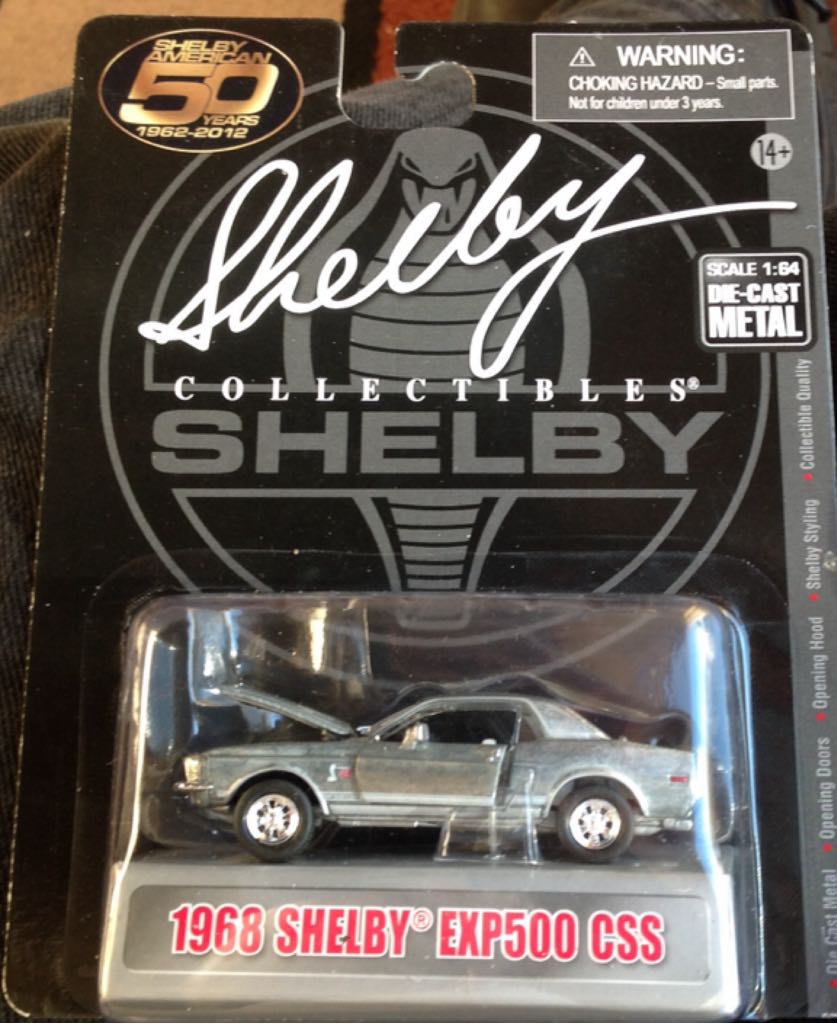 SHELBY
AMERICAN
50
YEARS
1962-2012
⚠ WARNING:
CHOKING HAZARD – Small parts.
Not for children under 3 years.
14+
Shelby
COLLECTIBLES®
SHELBY
SCALE 1:64
DIE-CAST
METAL
• Die Cast Metal • Opening Doors • Opening Hood • Shelby Styling • Collectible Quality
1968 SHELBY® EXP500 CSS